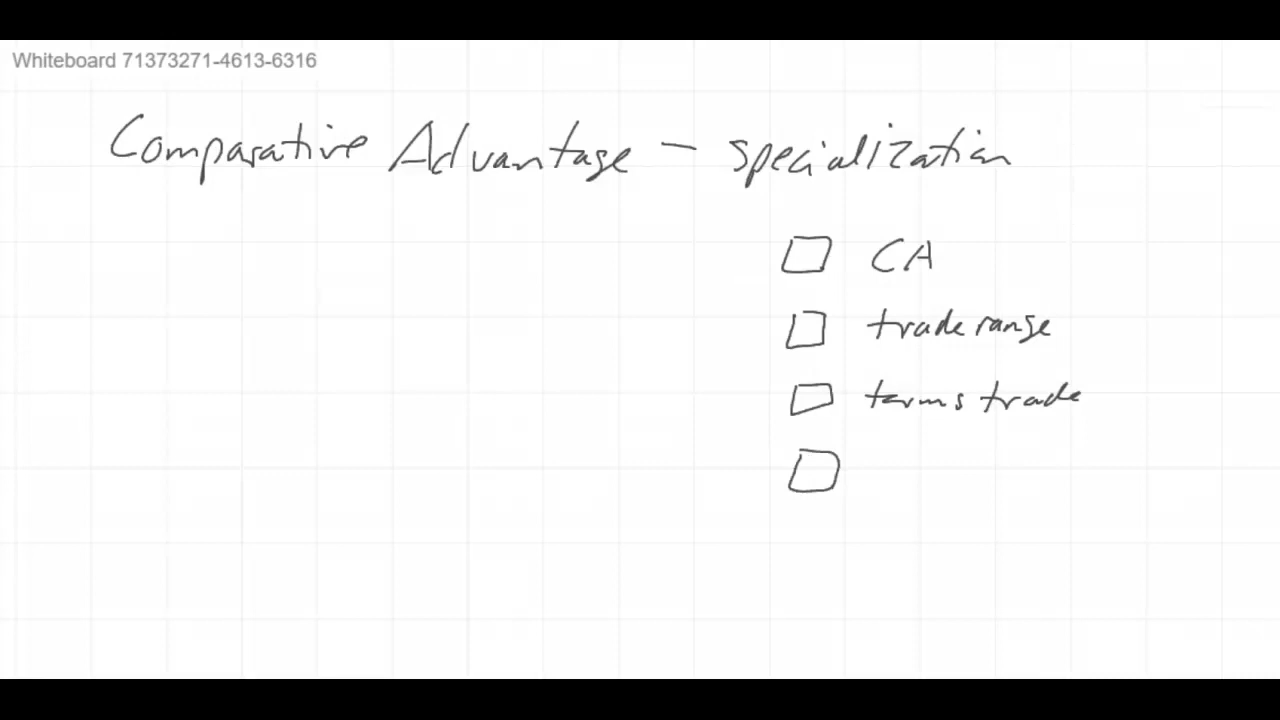 Whiteboard 71373271-4613-6316
Comparative Advantage - specialization
CA
trade range
terms trade